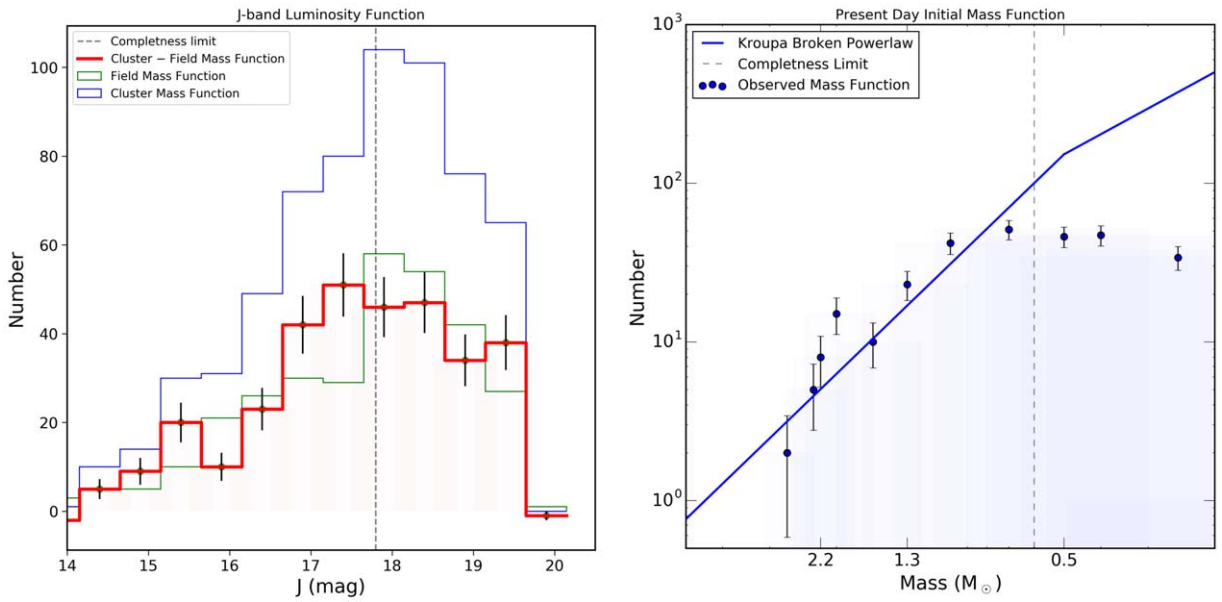 J-band Luminosity Function
Completness limit
Cluster − Field Mass Function
Field Mass Function
Cluster Mass Function
100
80
60
40
20
0
Number
14 15 16 17 18 19 20
J (mag)
Present Day Initial Mass Function
Kroupa Broken Powerlaw
Completness Limit
Observed Mass Function
10³
10²
10¹
10⁰
Number
2.2 1.3 0.5
Mass (M☉)